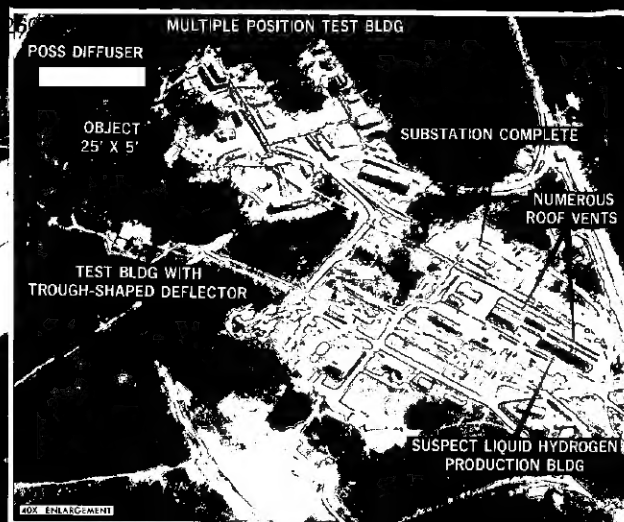 MULTIPLE POSITION TEST BLDG
POSS DIFFUSER
OBJECT
25' X 5'
SUBSTATION COMPLETE
NUMEROUS
ROOF VENTS
TEST BLDG WITH
TROUGH-SHAPED DEFLECTOR
SUSPECT LIQUID HYDROGEN
PRODUCTION BLDG
40X ENLARGEMENT